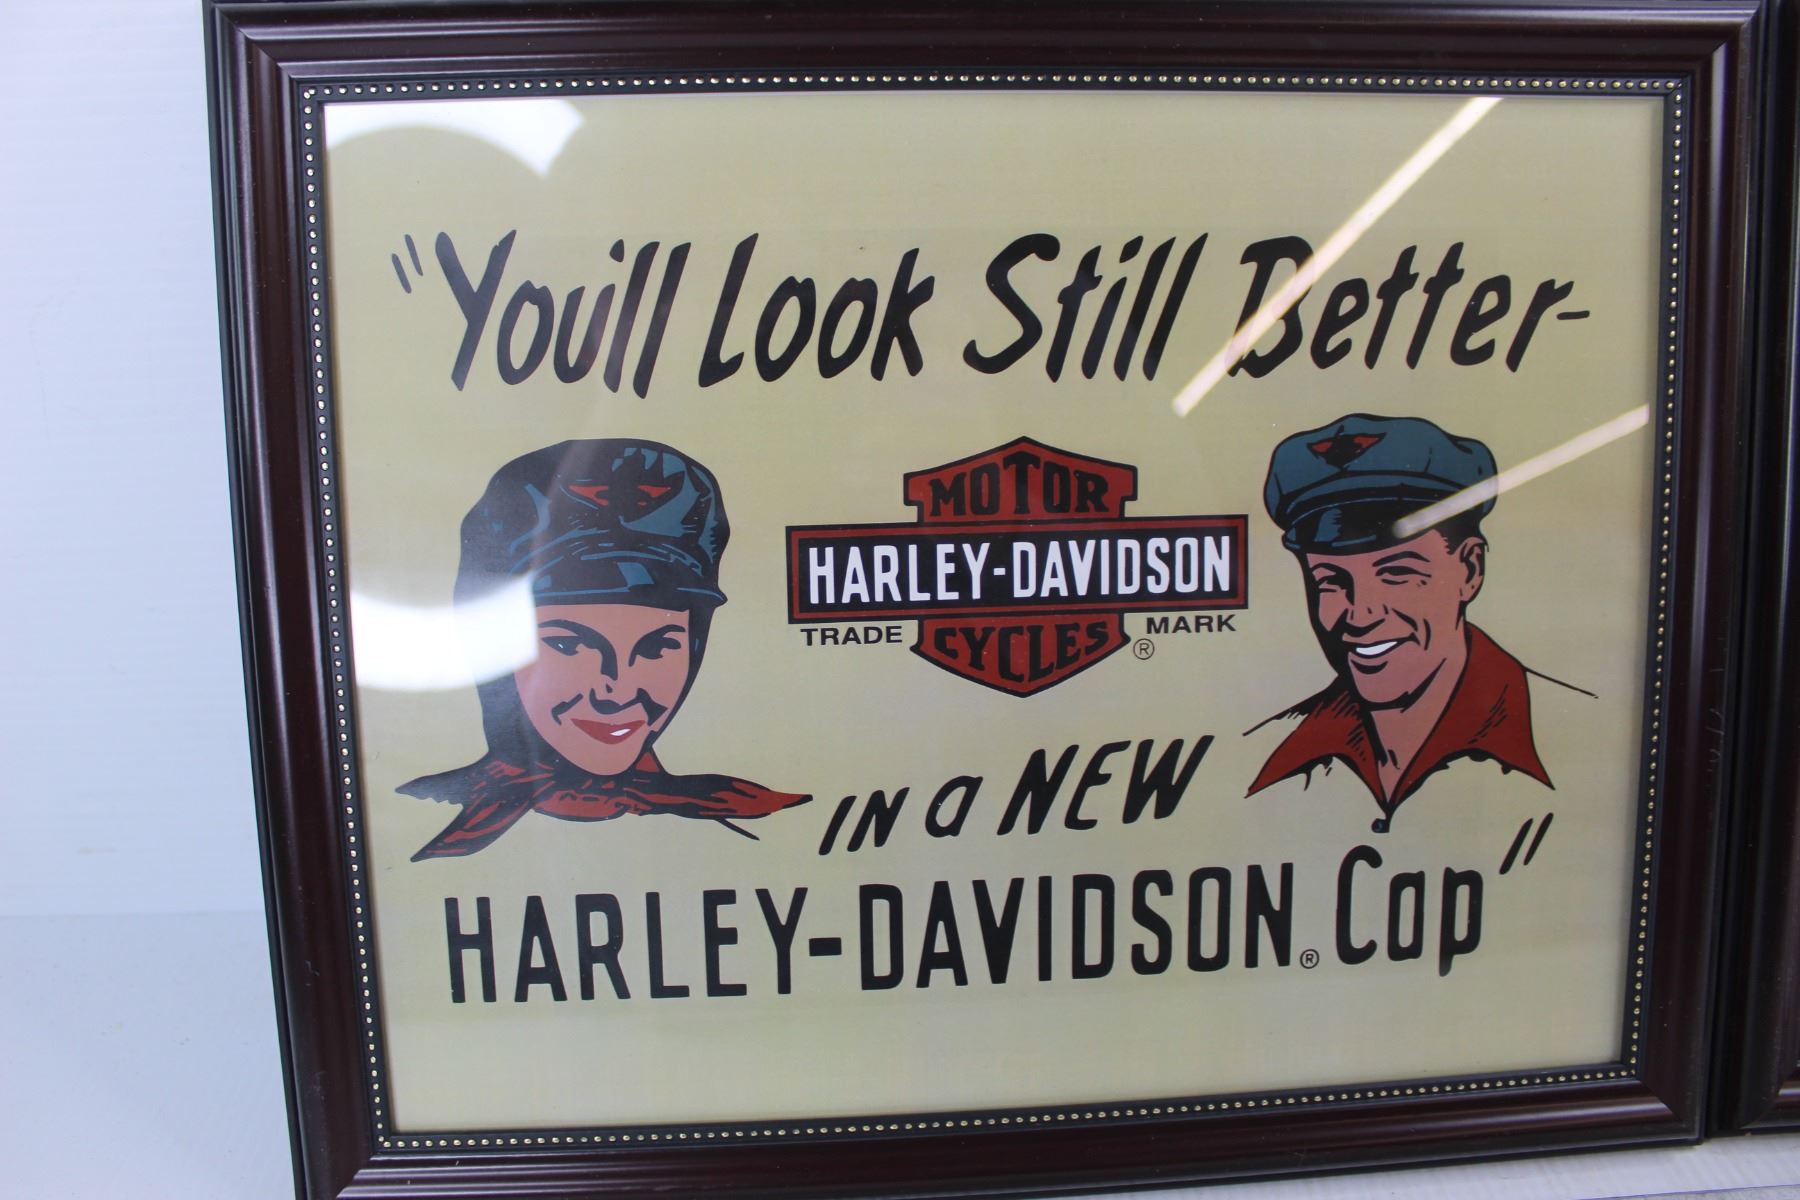 "You'll Look Still Better-
MOTOR
HARLEY-DAVIDSON
TRADE MARK
CYCLES ®
IN a NEW
HARLEY-DAVIDSON® Cap"